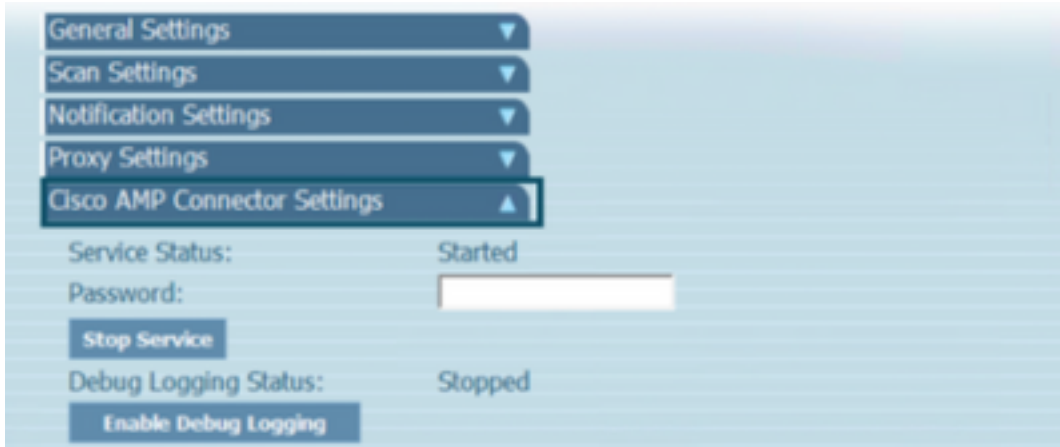 General Settings
Scan Settings
Notification Settings
Proxy Settings
Cisco AMP Connector Settings
Service Status: Started
Password:
Stop Service
Debug Logging Status: Stopped
Enable Debug Logging